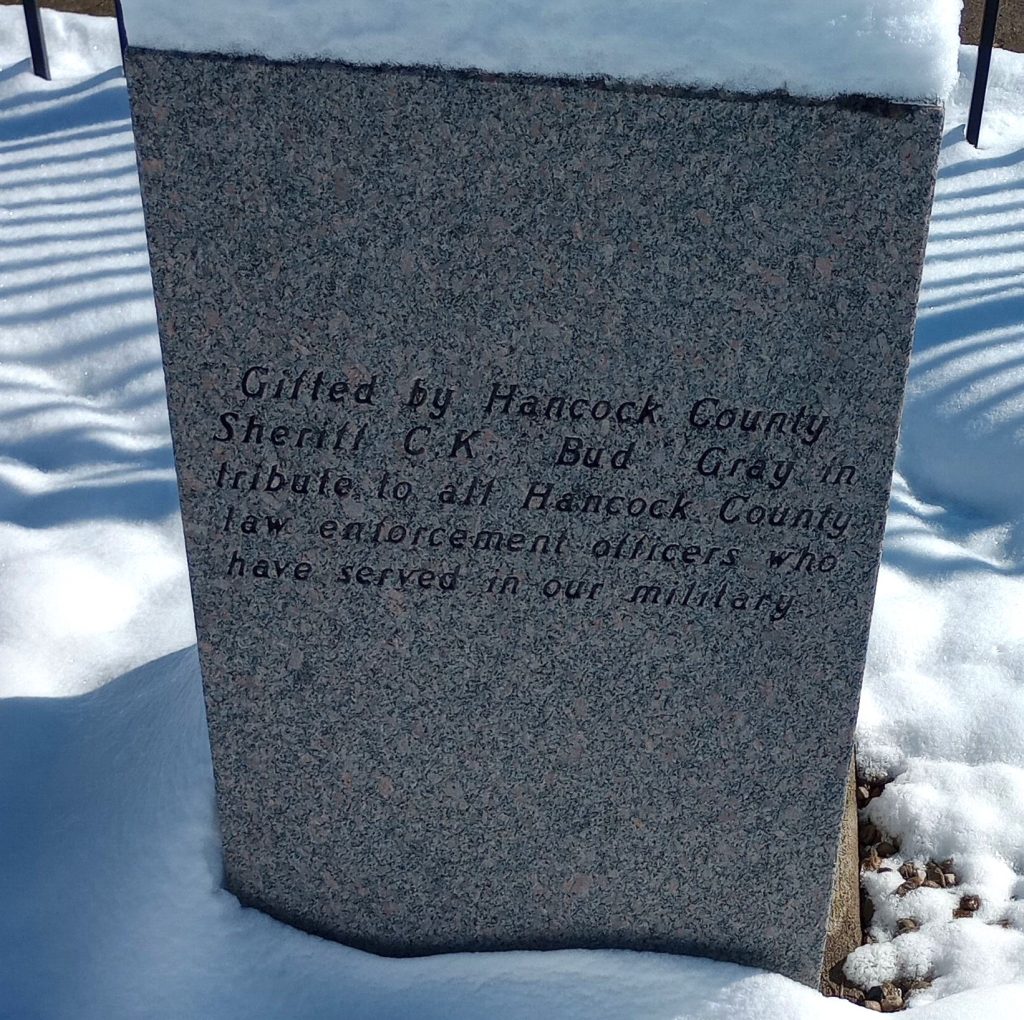 Gifted by Hancock County
Sheriff C.K. "Bud" Gray in
tribute to all Hancock County
law enforcement officers who
have served in our military.